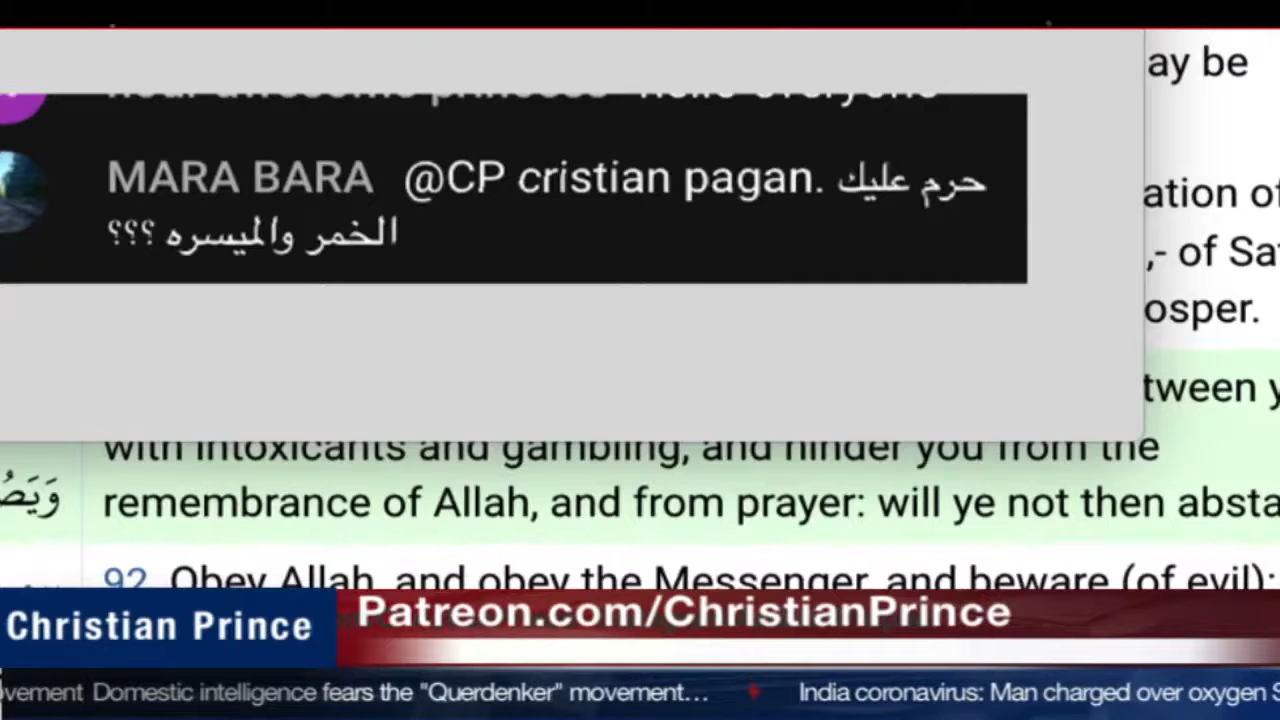 ay be
MARA BARA @CP cristian pagan. حرم عليك
الخمر والميسره ؟؟؟
ation of
,- of
osper.
tween
with intoxicants and gambling, and hinder you from the
remembrance of Allah, and from prayer: will ye not then
92 Obey Allah, and obey the Messenger, and beware (of evil):
Christian Prince
Patreon.com/ChristianPrince
vement Domestic intelligence fears the "Querdenker" movement... India coronavirus: Man charged over oxygen